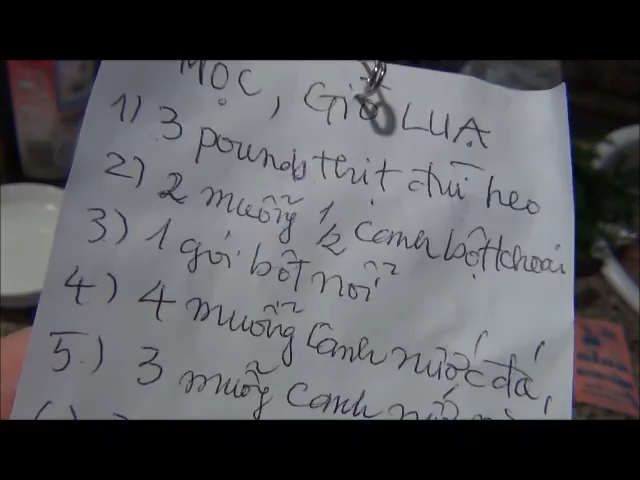 MỌC, Giò LỤA
1) 3 pounds thịt đùi heo
2) 2 muỗng 1/2 canh bột khoai
3) 1 gói bột nổi
4) 4 muỗng canh nước đá
5) 3 muỗng canh